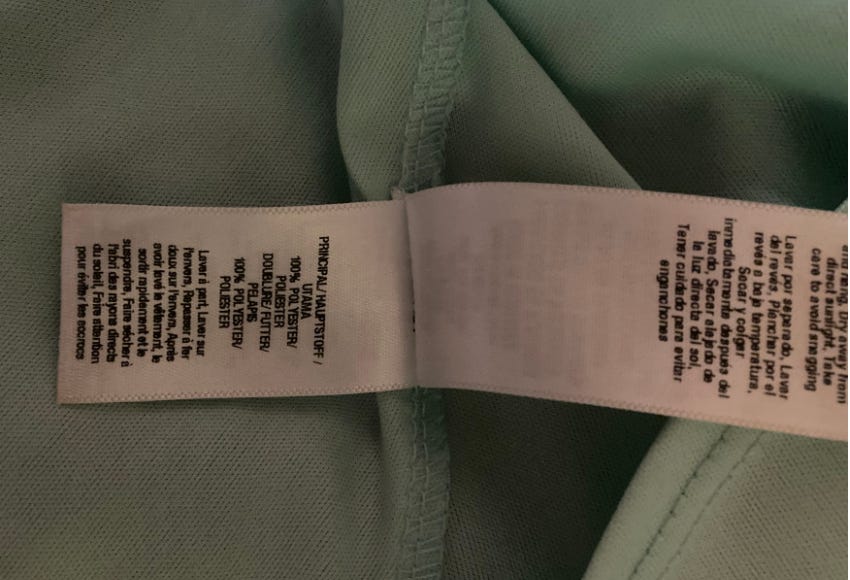 and hang. Dry away from
direct sunlight. Take
care to avoid snagging
Lavar por separado. Lavar
del revés. Planchar por el
revés a baja temperatura.
Secar y colgar
inmediatamente después del
lavado. Secar alejado de
la luz directa del sol.
Tener cuidado para evitar
enganchones
PRINCIPAL/HAUPTSTOFF /
UTAMA
100% POLYESTER/
POLIESTER
DOUBLURE/FUTTER/
PELAPIS
100% POLYESTER/
POLIESTER
Laver à part, Laver sur
l'envers, Repasser à fer
doux sur l'envers, Après
avoir lavé le vêtement, le
sortir rapidement et le
suspendre, Faire sécher à
l'abri des rayons directs
du soleil, Faire attention
pour éviter les accrocs